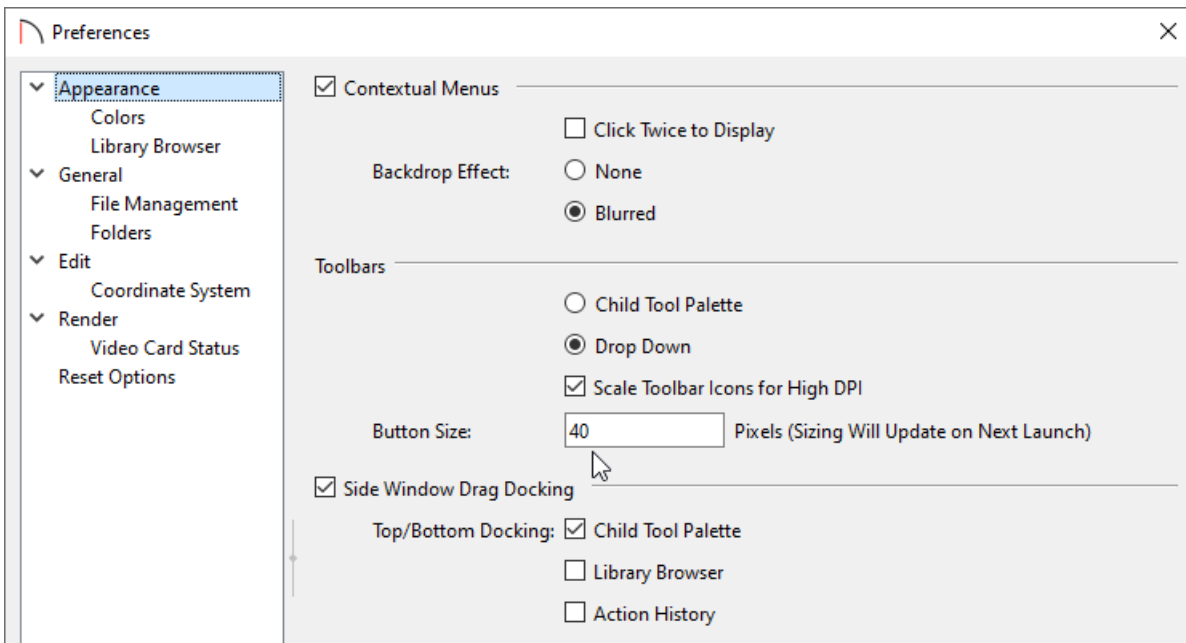 Preferences
Appearance
Colors
Library Browser
General
File Management
Folders
Edit
Coordinate System
Render
Video Card Status
Reset Options
Contextual Menus
Click Twice to Display
Backdrop Effect: None
Blurred
Toolbars
Child Tool Palette
Drop Down
Scale Toolbar Icons for High DPI
Button Size: 40 Pixels (Sizing Will Update on Next Launch)
Side Window Drag Docking
Top/Bottom Docking: Child Tool Palette
Library Browser
Action History